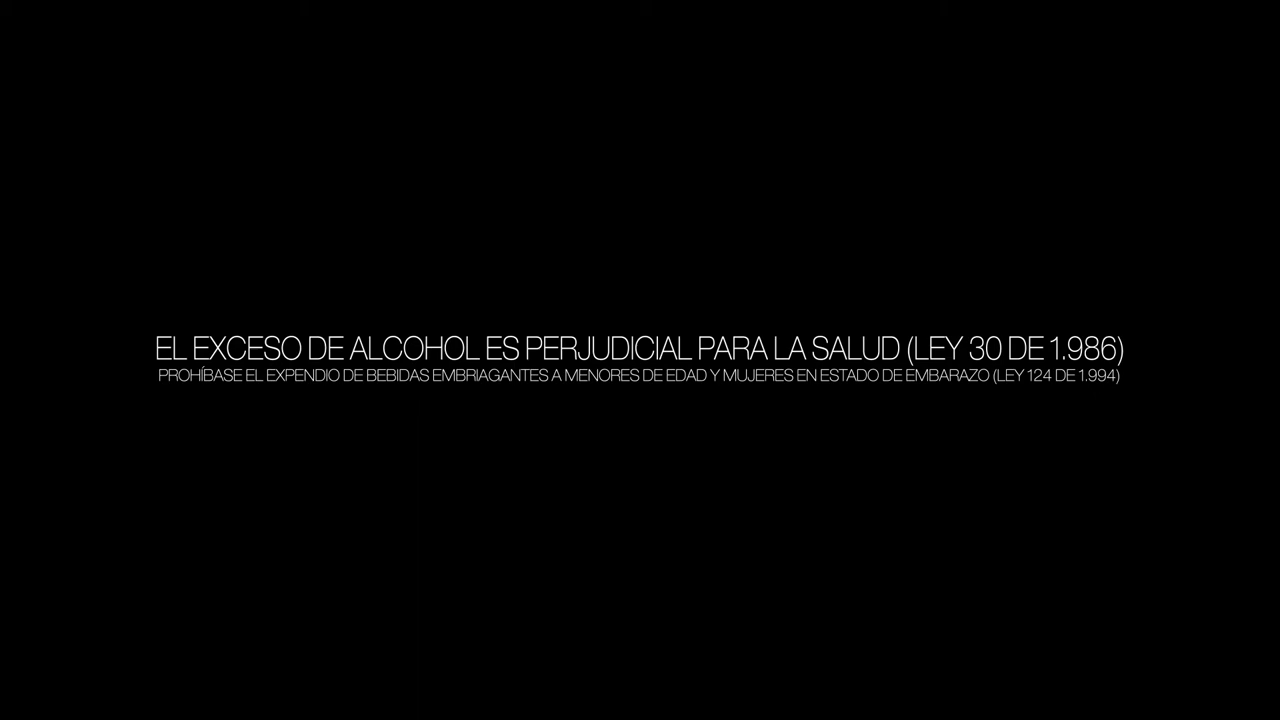 EL EXCESO DE ALCOHOL ES PERJUDICIAL PARA LA SALUD (LEY 30 DE 1.986)
PROHÍBASE EL EXPENDIO DE BEBIDAS EMBRIAGANTES A MENORES DE EDAD Y MUJERES EN ESTADO DE EMBARAZO (LEY 124 DE 1.994)